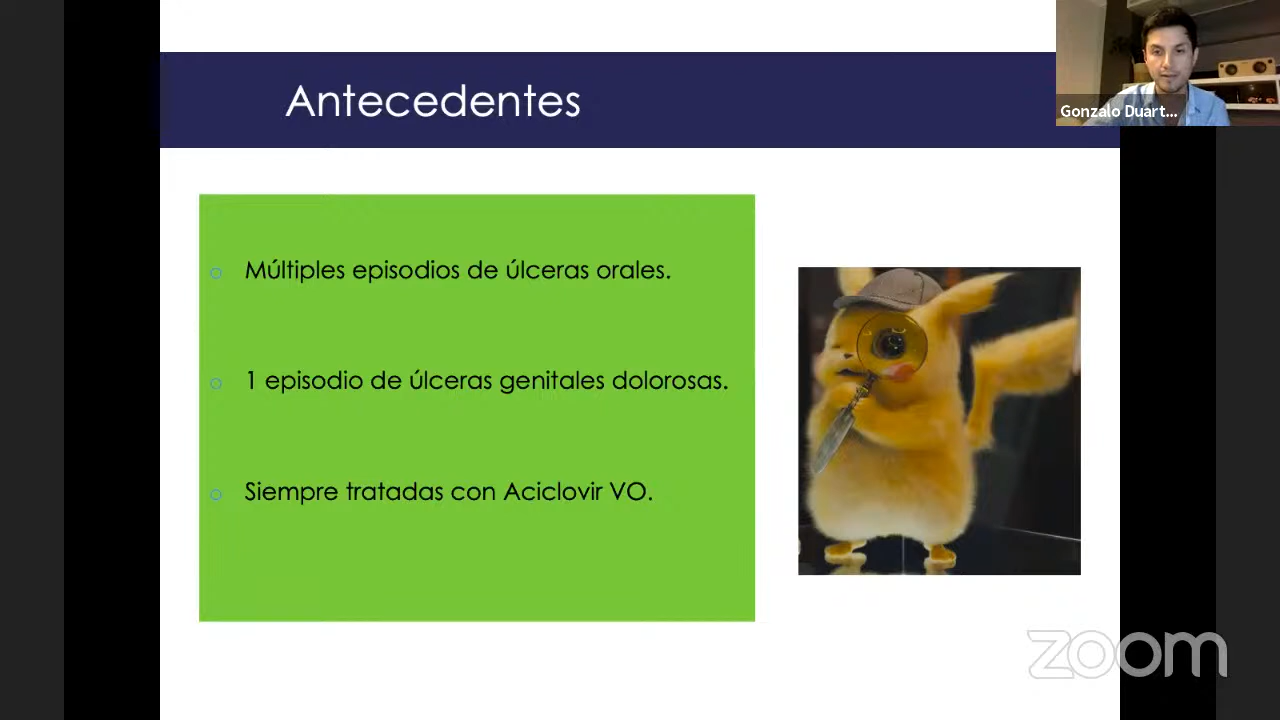 Antecedentes
Gonzalo Duart...
Múltiples episodios de úlceras orales.
1 episodio de úlceras genitales dolorosas.
Siempre tratadas con Aciclovir VO.
zoom